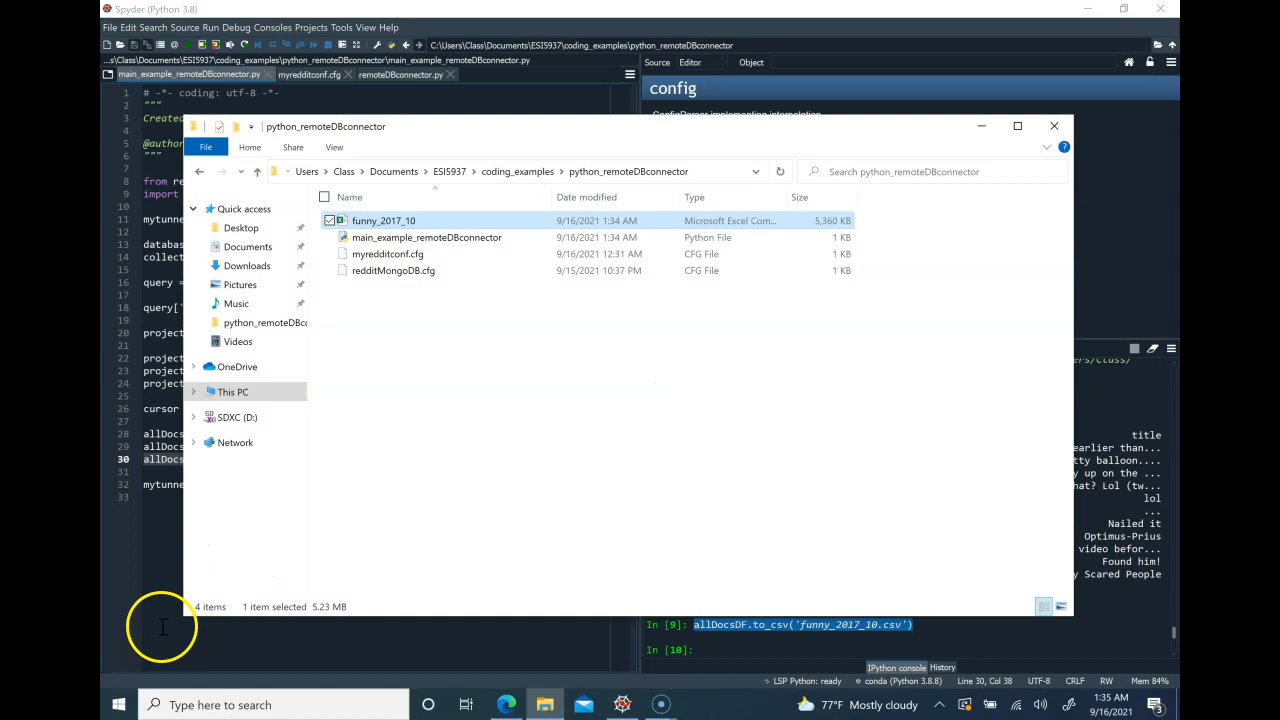 Spyder (Python 3.8)
File Edit Search Source Run Debug Consoles Projects Tools View Help
C:\Users\Class\Documents\ESI5937\coding_examples\python_remoteDBconnector
...s\Class\Documents\ESI5937\coding_examples\python_remoteDBconnector\main_example_remoteDBconnector.py
main_example_remoteDBconnector.py
myredditconf.cfg
remoteDBconnector.py
Source Editor Object
config
1 # -*- coding: utf-8 -*-
2 """
3 Create
4
5 @autho
6 """
7
8 from re
9 import
10
11 mytunne
12
13 databas
14 collect
15
16 query =
17
18 query['
19
20 project
21
22 project
23 project
24 project
25
26 cursor
27
28 allDocs
29 allDocs
30 allDocs
31
32 mytunne
33
python_remoteDBconnector
File Home Share View
Users Class Documents ESI5937 coding_examples python_remoteDBconnector
Search python_remoteDBconnector
Quick access
Desktop
Documents
Downloads
Pictures
Music
python_remoteDBco
Videos
OneDrive
This PC
SDXC (D:)
Network
Name Date modified Type Size
funny_2017_10 9/16/2021 1:34 AM Microsoft Excel Com... 5,360 KB
main_example_remoteDBconnector 9/16/2021 1:34 AM Python File 1 KB
myredditconf.cfg 9/16/2021 12:31 AM CFG File 1 KB
redditMongoDB.cfg 9/15/2021 10:37 PM CFG File 1 KB
4 items 1 item selected 5.23 MB
title
earlier than...
tty balloon....
y up on the ...
hat? Lol (tw...
lol
...
Nailed it
Optimus-Prius
video befor...
Found him!
y Scared People
In [9]: allDocsDF.to_csv('funny_2017_10.csv')
In [10]:
IPython console History
LSP Python: ready conda (Python 3.8.8) Line 30, Col 38 UTF-8 CRLF RW Mem 84%
Type here to search
77°F Mostly cloudy
1:35 AM
9/16/2021
3